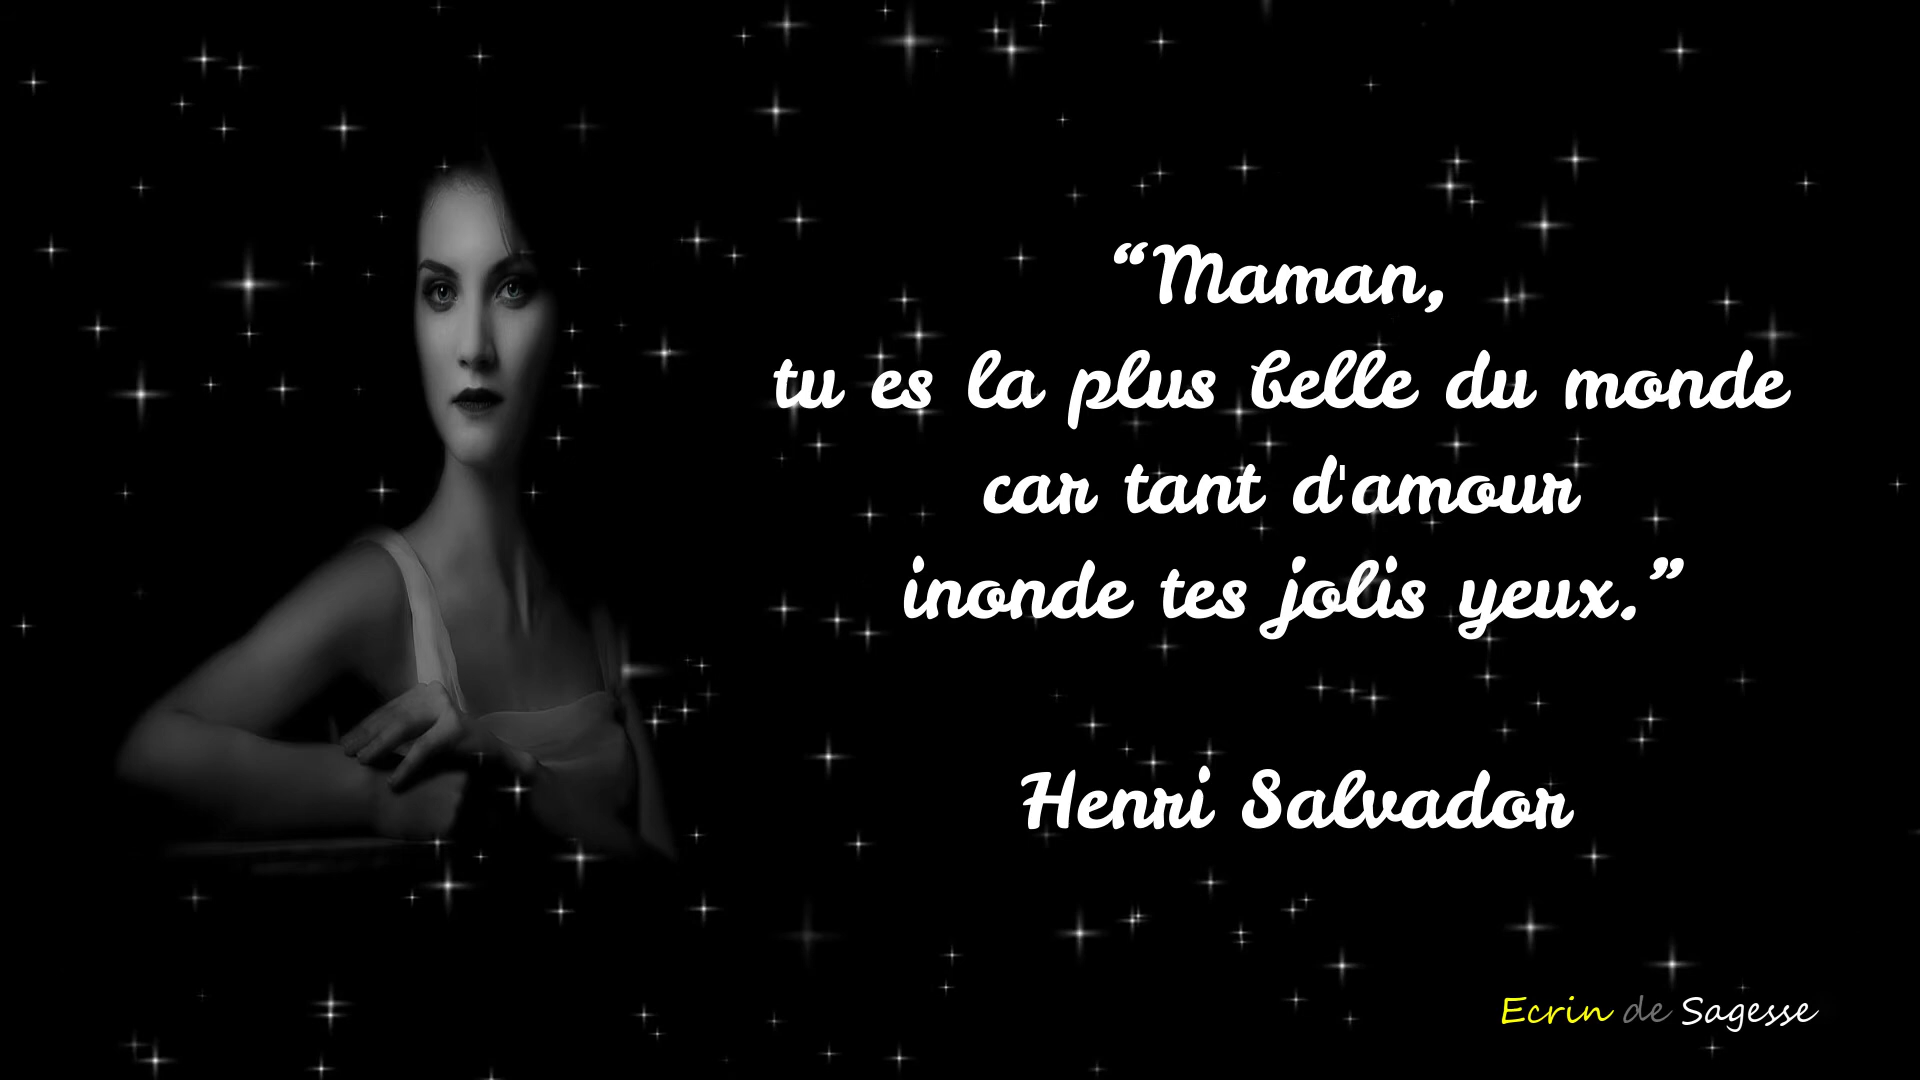 “Maman,
tu es la plus belle du monde
car tant d'amour
inonde tes jolis yeux.”
Henri Salvador
Ecrin de Sagesse